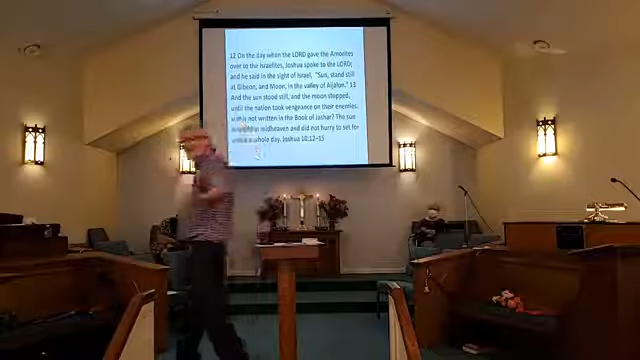 12 On the day when the LORD gave the Amorites
over to the Israelites, Joshua spoke to the LORD;
and he said in the sight of Israel, "Sun, stand still
at Gibeon, and Moon, in the valley of Aijalon." 13
And the sun stood still, and the moon stopped,
until the nation took vengeance on their enemies.
is not written in the Book of Jashar? The sun
midheaven and did not hurry to set for
whole day. Joshua 10:12–13